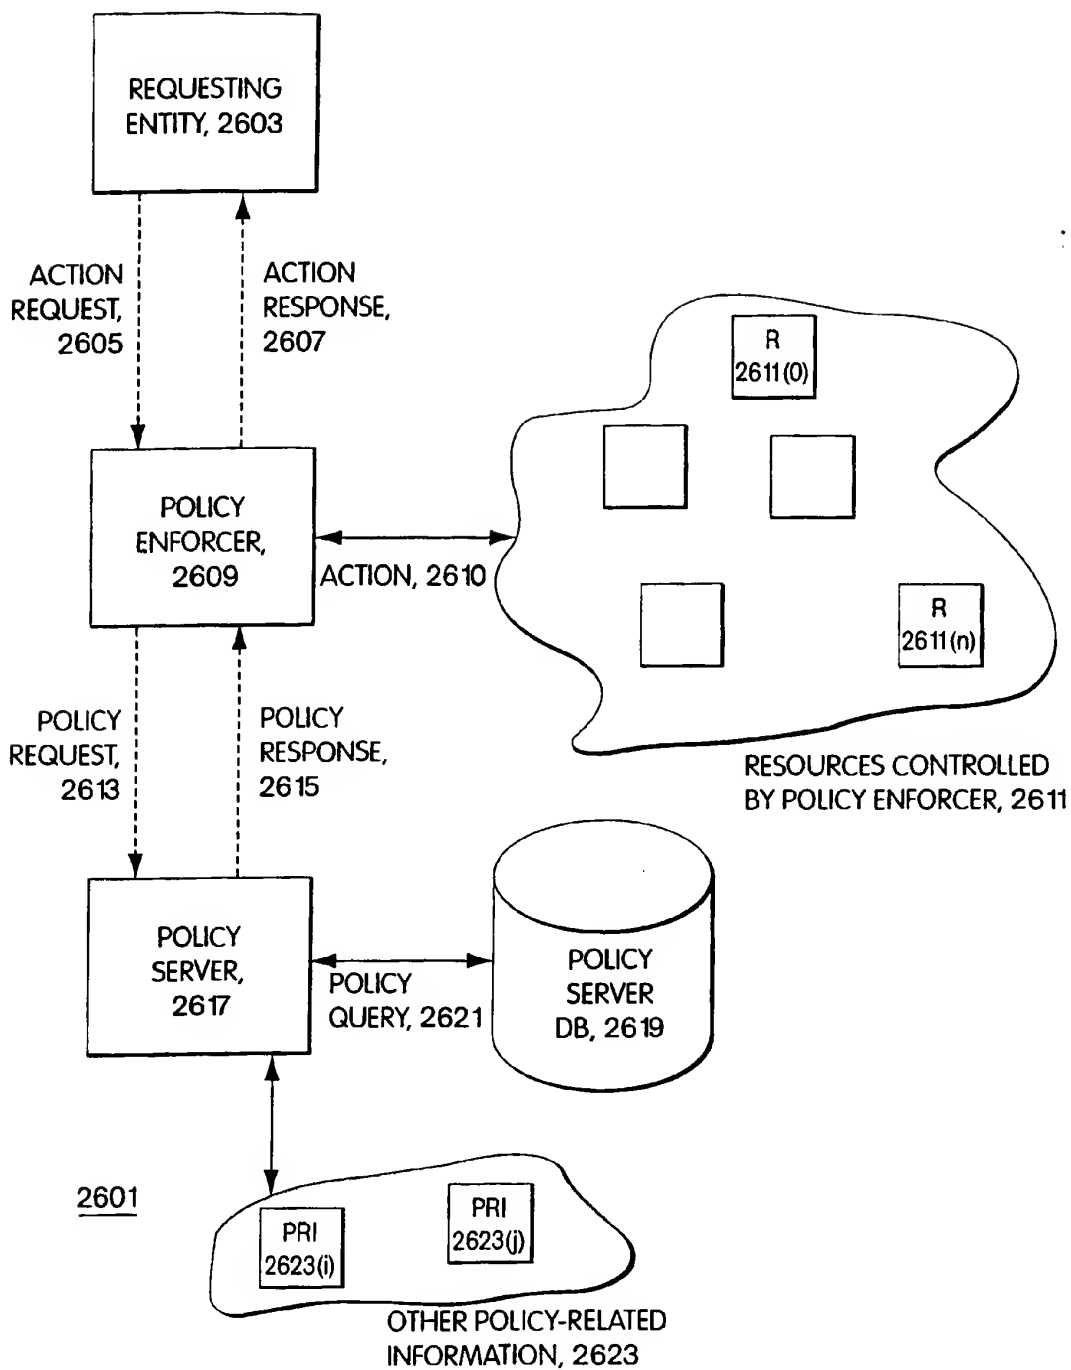 REQUESTING
ENTITY, 2603
ACTION
REQUEST,
2605
ACTION
RESPONSE,
2607
R
2611(0)
POLICY
ENFORCER,
2609
ACTION, 2610
R
2611(n)
POLICY
REQUEST,
2613
POLICY
RESPONSE,
2615
RESOURCES CONTROLLED
BY POLICY ENFORCER, 2611
POLICY
SERVER,
2617
POLICY
QUERY, 2621
POLICY
SERVER
DB, 2619
2601
PRI
2623(i)
PRI
2623(j)
OTHER POLICY-RELATED
INFORMATION, 2623